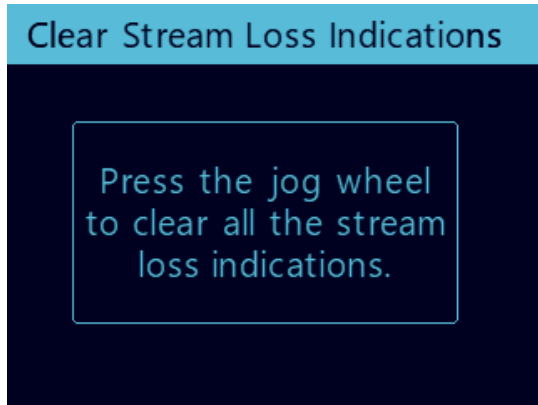 Clear Stream Loss Indications
Press the jog wheel
to clear all the stream
loss indications.